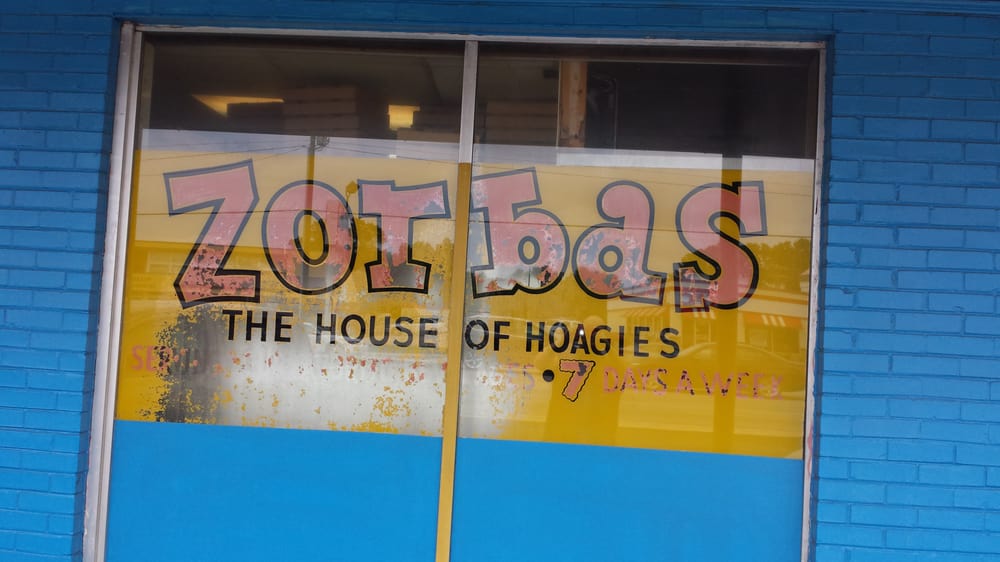 Zorbas
THE HOUSE OF HOAGIES
• 7 DAYS A WEEK